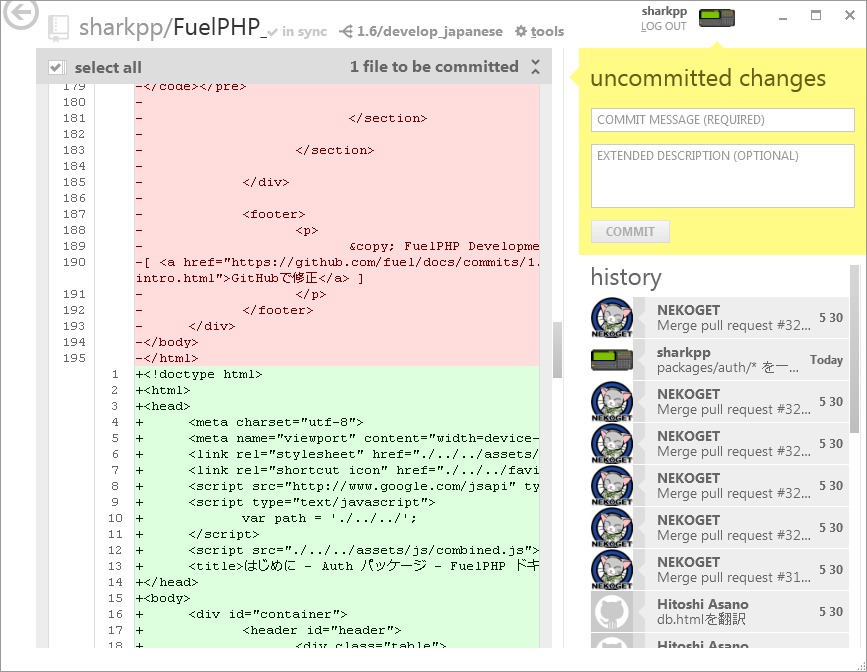 sharkpp/FuelPHP_
in sync
1.6/develop_japanese
tools
sharkpp
LOG OUT
select all
1 file to be committed
179 -</code></pre>
180 -
181 - </section>
182 -
183 - </section>
184 -
185 - </div>
186 -
187 - <footer>
188 - <p>
189 - &copy; FuelPHP Developme
190 -[ <a href="https://github.com/fuel/docs/commits/1.
intro.html">GitHubで修正</a> ]
191 - </p>
192 - </footer>
193 - </div>
194 -</body>
195 -</html>
1 +<!doctype html>
2 +<html>
3 +<head>
4 + <meta charset="utf-8">
5 + <meta name="viewport" content="width=device-
6 + <link rel="stylesheet" href="./../../assets/
7 + <link rel="shortcut icon" href="./../../favi
8 + <script src="http://www.google.com/jsapi" ty
9 + <script type="text/javascript">
10 + var path = './../../';
11 + </script>
12 + <script src="./../../assets/js/combined.js">
13 + <title>はじめに - Auth パッケージ - FuelPHP ドキ
14 +</head>
15 +<body>
16 + <div id="container">
17 + <header id="header">
18 + <div class="table">
uncommitted changes
COMMIT MESSAGE (REQUIRED)
EXTENDED DESCRIPTION (OPTIONAL)
COMMIT
history
NEKOGET
Merge pull request #32... 5 30
sharkpp
packages/auth/* を一... Today
NEKOGET
Merge pull request #32... 5 30
NEKOGET
Merge pull request #32... 5 30
NEKOGET
Merge pull request #32... 5 30
NEKOGET
Merge pull request #32... 5 30
NEKOGET
Merge pull request #31... 5 30
Hitoshi Asano
db.htmlを翻訳 5 30
Hitoshi Asano